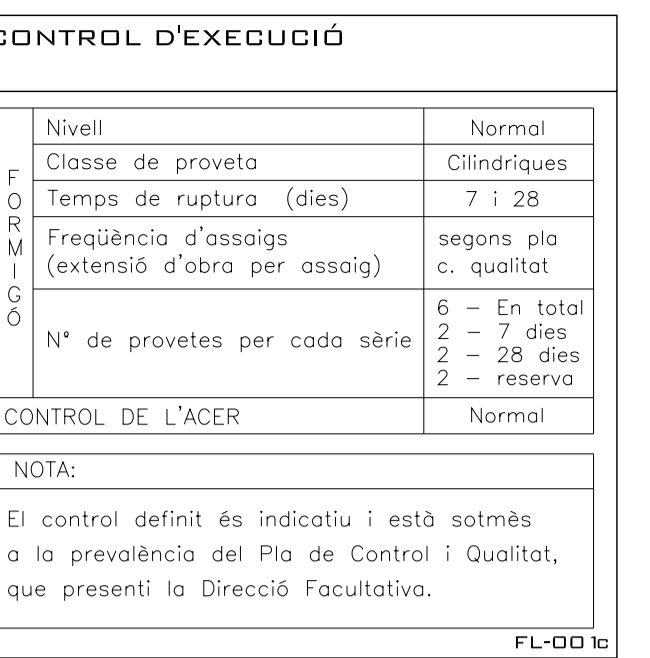 CONTROL D'EXECUCIÓ
FORMIGÓ
Nivell
Normal
Classe de proveta
Cilindriques
Temps de ruptura (dies)
7 i 28
Freqüència d'assaigs
(extensió d'obra per assaig)
segons pla
c. qualitat
Nº de provetes per cada sèrie
6 – En total
2 – 7 dies
2 – 28 dies
2 – reserva
CONTROL DE L'ACER
Normal
NOTA:
El control definit és indicatiu i està sotmès
a la prevalència del Pla de Control i Qualitat,
que presenti la Direcció Facultativa.
FL-001c